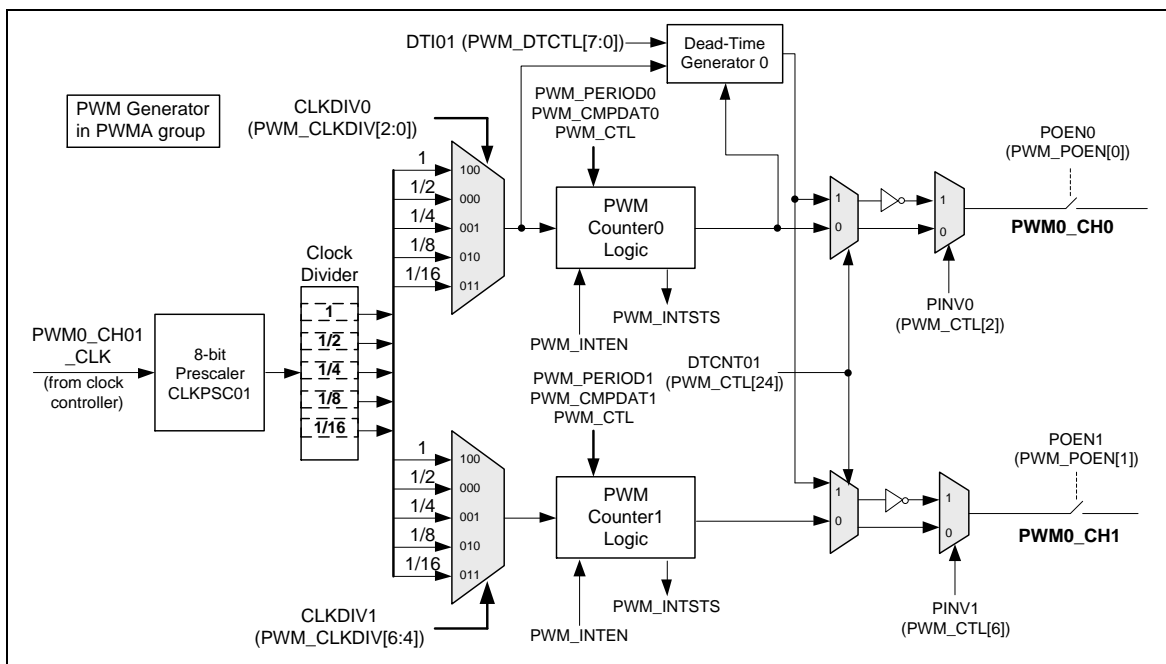 DTI01 (PWM_DTCTL[7:0])
Dead-Time
Generator 0
PWM Generator
in PWMA group
CLKDIV0
(PWM_CLKDIV[2:0])
PWM_PERIOD0
PWM_CMPDAT0
PWM_CTL
POEN0
(PWM_POEN[0])
1
100
1/2
000
1/4
001
1/8
010
1/16
011
PWM
Counter0
Logic
1
0
1
0
PWM0_CH0
Clock
Divider
1
1/2
1/4
1/8
1/16
PWM_INTSTS
PWM_INTEN
PINV0
(PWM_CTL[2])
PWM0_CH01
_CLK
(from clock
controller)
8-bit
Prescaler
CLKPSC01
DTCNT01
(PWM_CTL[24])
PWM_PERIOD1
PWM_CMPDAT1
PWM_CTL
POEN1
(PWM_POEN[1])
1
100
1/2
000
1/4
001
1/8
010
1/16
011
PWM
Counter1
Logic
1
0
1
0
PWM0_CH1
PWM_INTSTS
PWM_INTEN
CLKDIV1
(PWM_CLKDIV[6:4])
PINV1
(PWM_CTL[6])